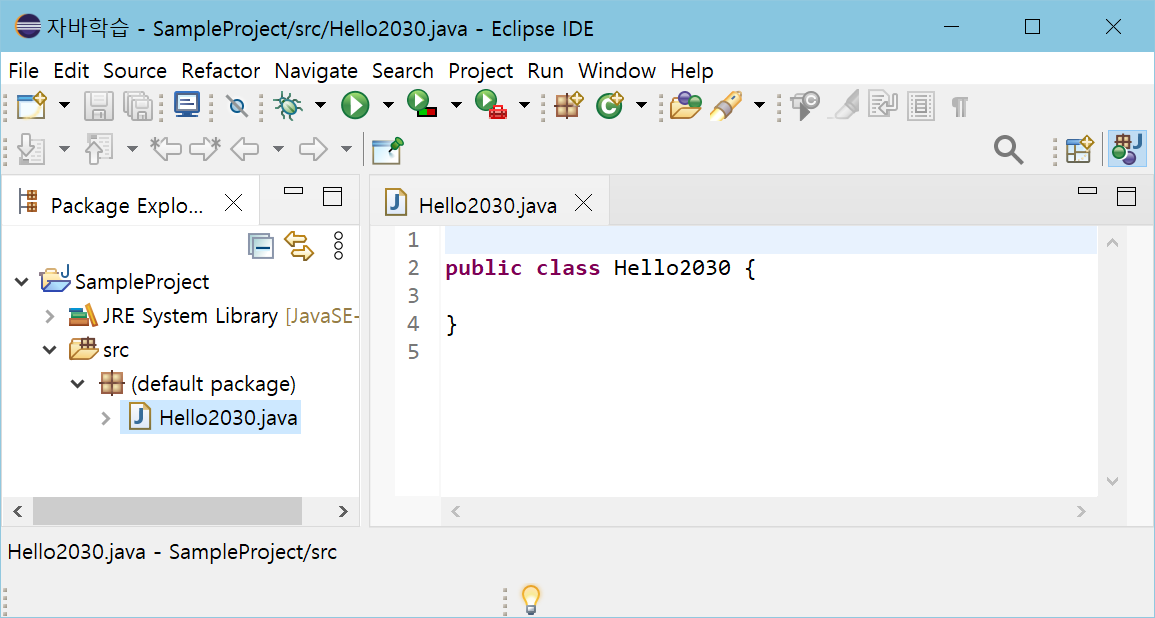 자바학습 - SampleProject/src/Hello2030.java - Eclipse IDE
File Edit Source Refactor Navigate Search Project Run Window Help
Package Explo...
Hello2030.java
SampleProject
JRE System Library [JavaSE-
src
(default package)
Hello2030.java
1
2 public class Hello2030 {
3
4 }
5
Hello2030.java - SampleProject/src